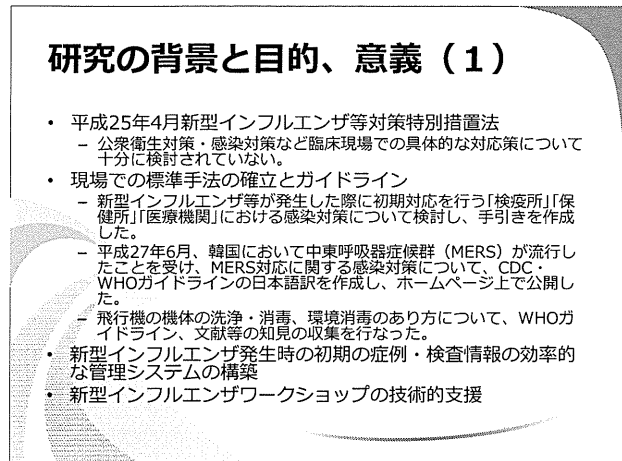 研究の背景と目的、意義（１）
• 平成25年4月新型インフルエンザ等対策特別措置法
– 公衆衛生対策・感染対策など臨床現場での具体的な対応策について
十分に検討されていない。
• 現場での標準手法の確立とガイドライン
– 新型インフルエンザ等が発生した際に初期対応を行う「検疫所」「保
健所」「医療機関」における感染対策について検討し、手引きを作成
した。
– 平成27年6月、韓国において中東呼吸器症候群（MERS）が流行し
たことを受け、MERS対応に関する感染対策について、CDC・
WHOガイドラインの日本語訳を作成し、ホームページ上で公開し
た。
– 飛行機の機体の洗浄・消毒、環境消毒のあり方について、WHOガ
イドライン、文献等の知見の収集を行なった。
• 新型インフルエンザ発生時の初期の症例・検査情報の効率的
な管理システムの構築
• 新型インフルエンザワークショップの技術的支援